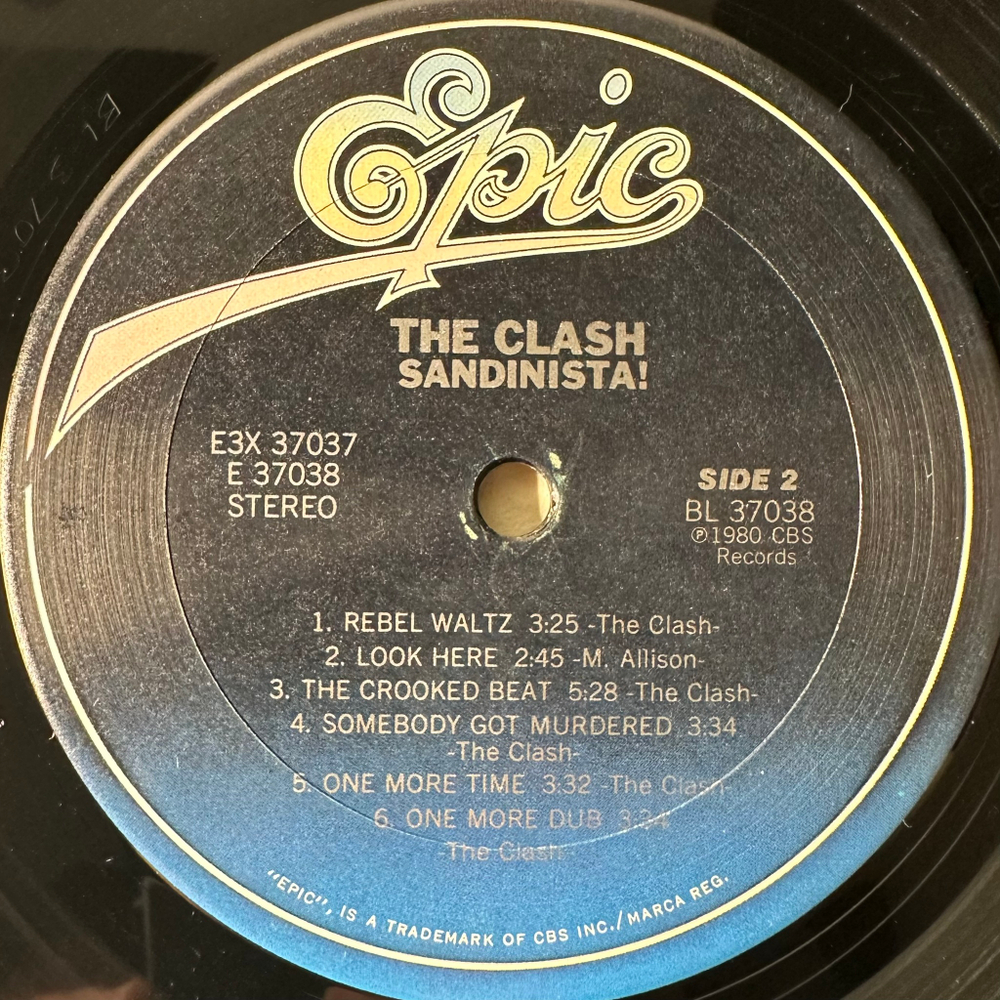 Epic
THE CLASH
SANDINISTA!
E3X 37037
E 37038
STEREO
SIDE 2
BL 37038
℗1980 CBS
Records
1. REBEL WALTZ 3:25 -The Clash-
2. LOOK HERE 2:45 -M. Allison-
3. THE CROOKED BEAT 5:28 -The Clash-
4. SOMEBODY GOT MURDERED 3:34
-The Clash-
5. ONE MORE TIME 3:32 -The Clash-
6. ONE MORE DUB 3:34
-The Clash-
"EPIC", IS A TRADEMARK OF CBS INC./MARCA REG.